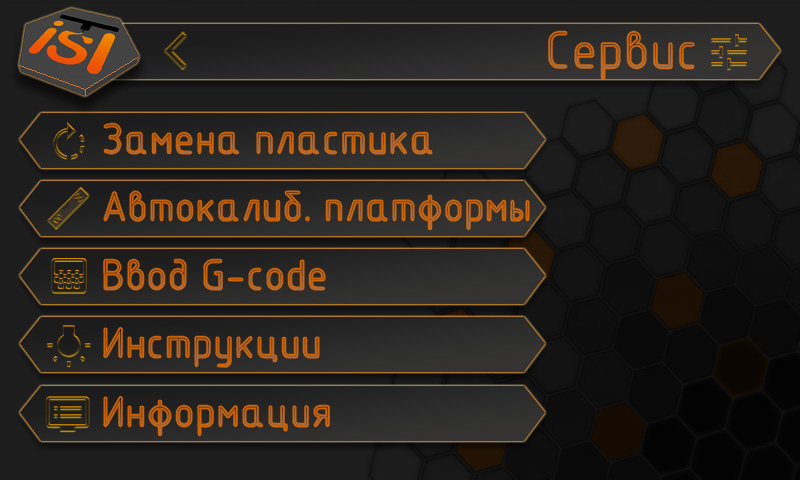 iSi
Сервис
Замена пластика
Автокалиб. платформы
Ввод G-code
Инструкции
Информация